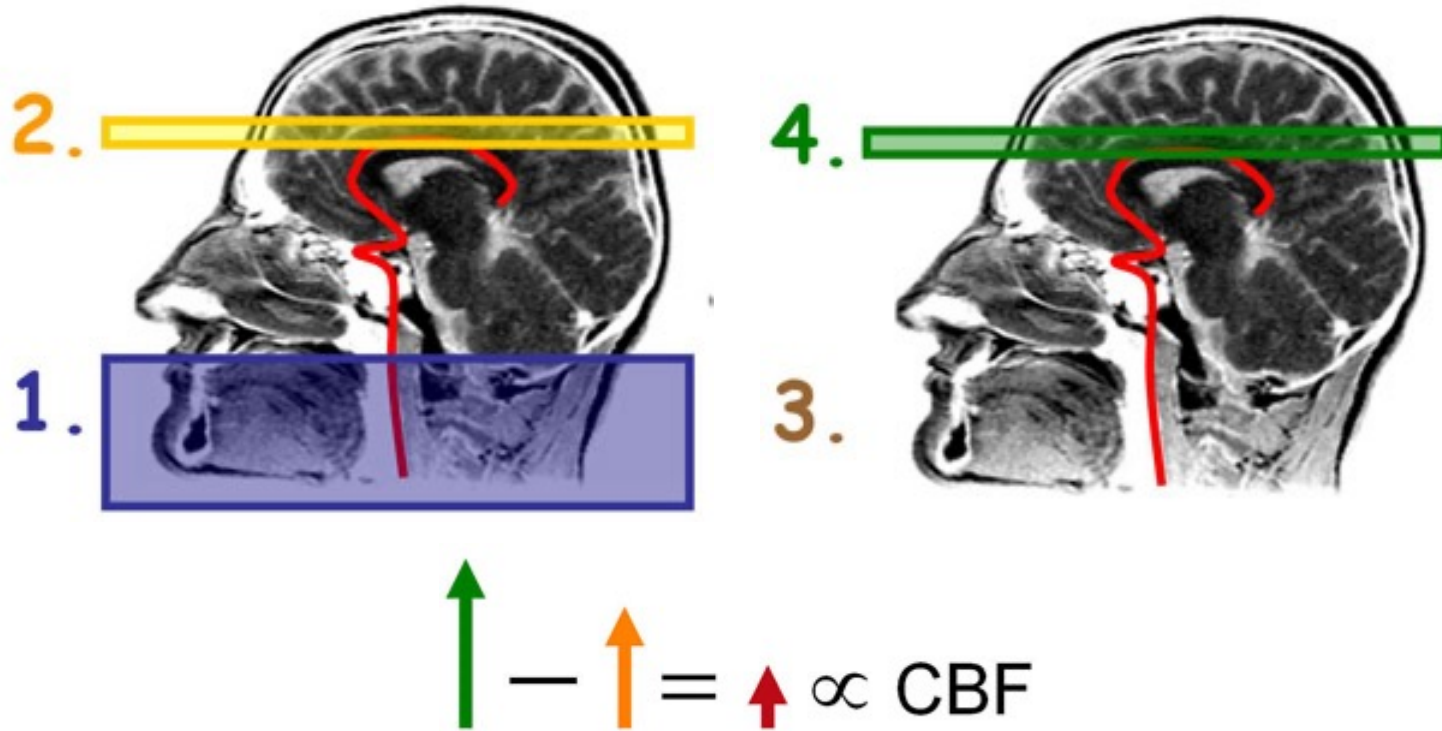 2.
4.
1.
3.
− = ∝ CBF